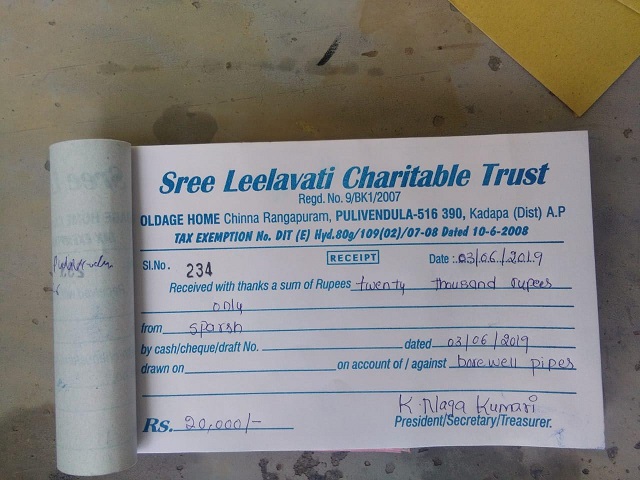 Sree Leelavati Charitable Trust
Regd. No. 9/BK1/2007
OLDAGE HOME Chinna Rangapuram, PULIVENDULA-516 390, Kadapa (Dist) A.P
TAX EXEMPTION No. DIT (E) Hyd.80g/109(02)/07-08 Dated 10-6-2008
Sl.No. 234 RECEIPT Date :.03/06/2019
Received with thanks a sum of Rupees twenty thousand rupees
only
from sparsh
by cash/cheque/draft No. dated 03/06/2019
drawn on on account of / against borewell pipes
K. Naga Kumari
Rs. 20,000/- President/Secretary/Treasurer.